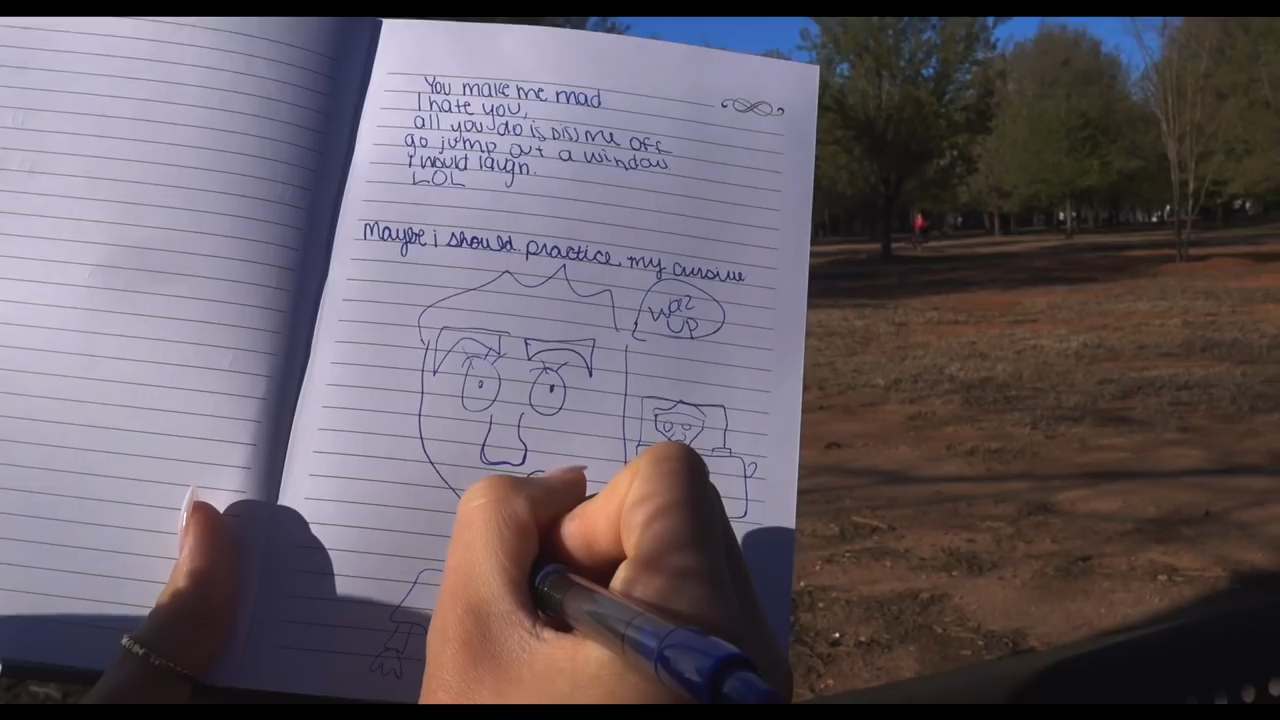 You make me mad
I hate you,
all you do is piss me off
go jump out a window
i would laugh.
LOL
Maybe i should practice my cursive
waz
UP